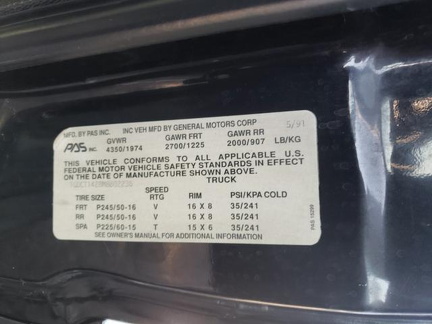 MFD. BY PAS INC. INC VEH MFD BY GENERAL MOTORS CORP 5/91
GVWR GAWR FRT GAWR RR
PAS INC. 4350/1974 2700/1225 2000/907 LB/KG
THIS VEHICLE CONFORMS TO ALL APPLICABLE U.S.
FEDERAL MOTOR VEHICLE SAFETY STANDARDS IN EFFECT
ON THE DATE OF MANUFACTURE SHOWN ABOVE.
TRUCK
TIRE SIZE SPEED RTG RIM PSI/KPA COLD
FRT P245/50-16 V 16 X 8 35/241
RR P245/50-16 V 16 X 8 35/241
SPA P225/60-15 T 15 X 6 35/241
SEE OWNER'S MANUAL FOR ADDITIONAL INFORMATION